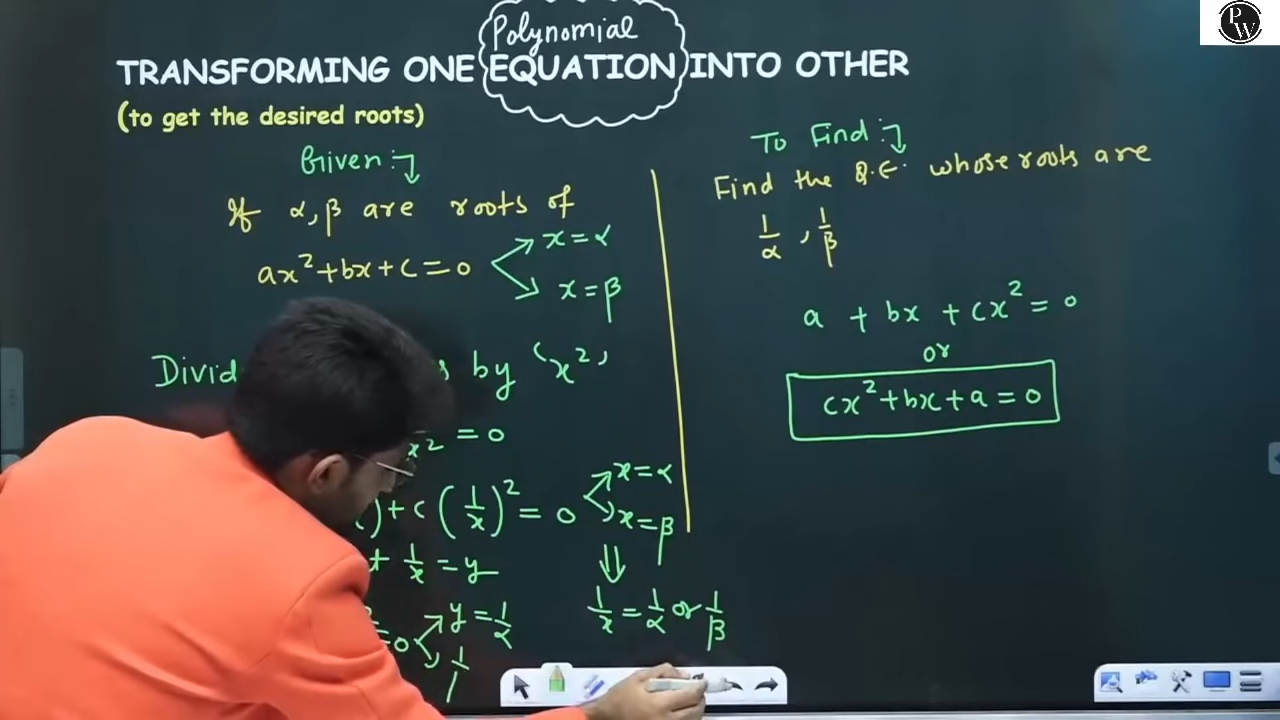 Polynomial
TRANSFORMING ONE EQUATION INTO OTHER
(to get the desired roots)
Given :
If α, β are roots of
ax² + bx + c = 0
x = α
x = β
by 'x²'
x² = 0
+ c (1/x)² = 0
x = α
x = β
1/x = y
⇓
1/x = 1/α or 1/β
= 0
y = 1/α
To Find :
Find the Q.E. whose roots are
1/α , 1/β
a + bx + cx² = 0
or
cx² + bx + a = 0
PW